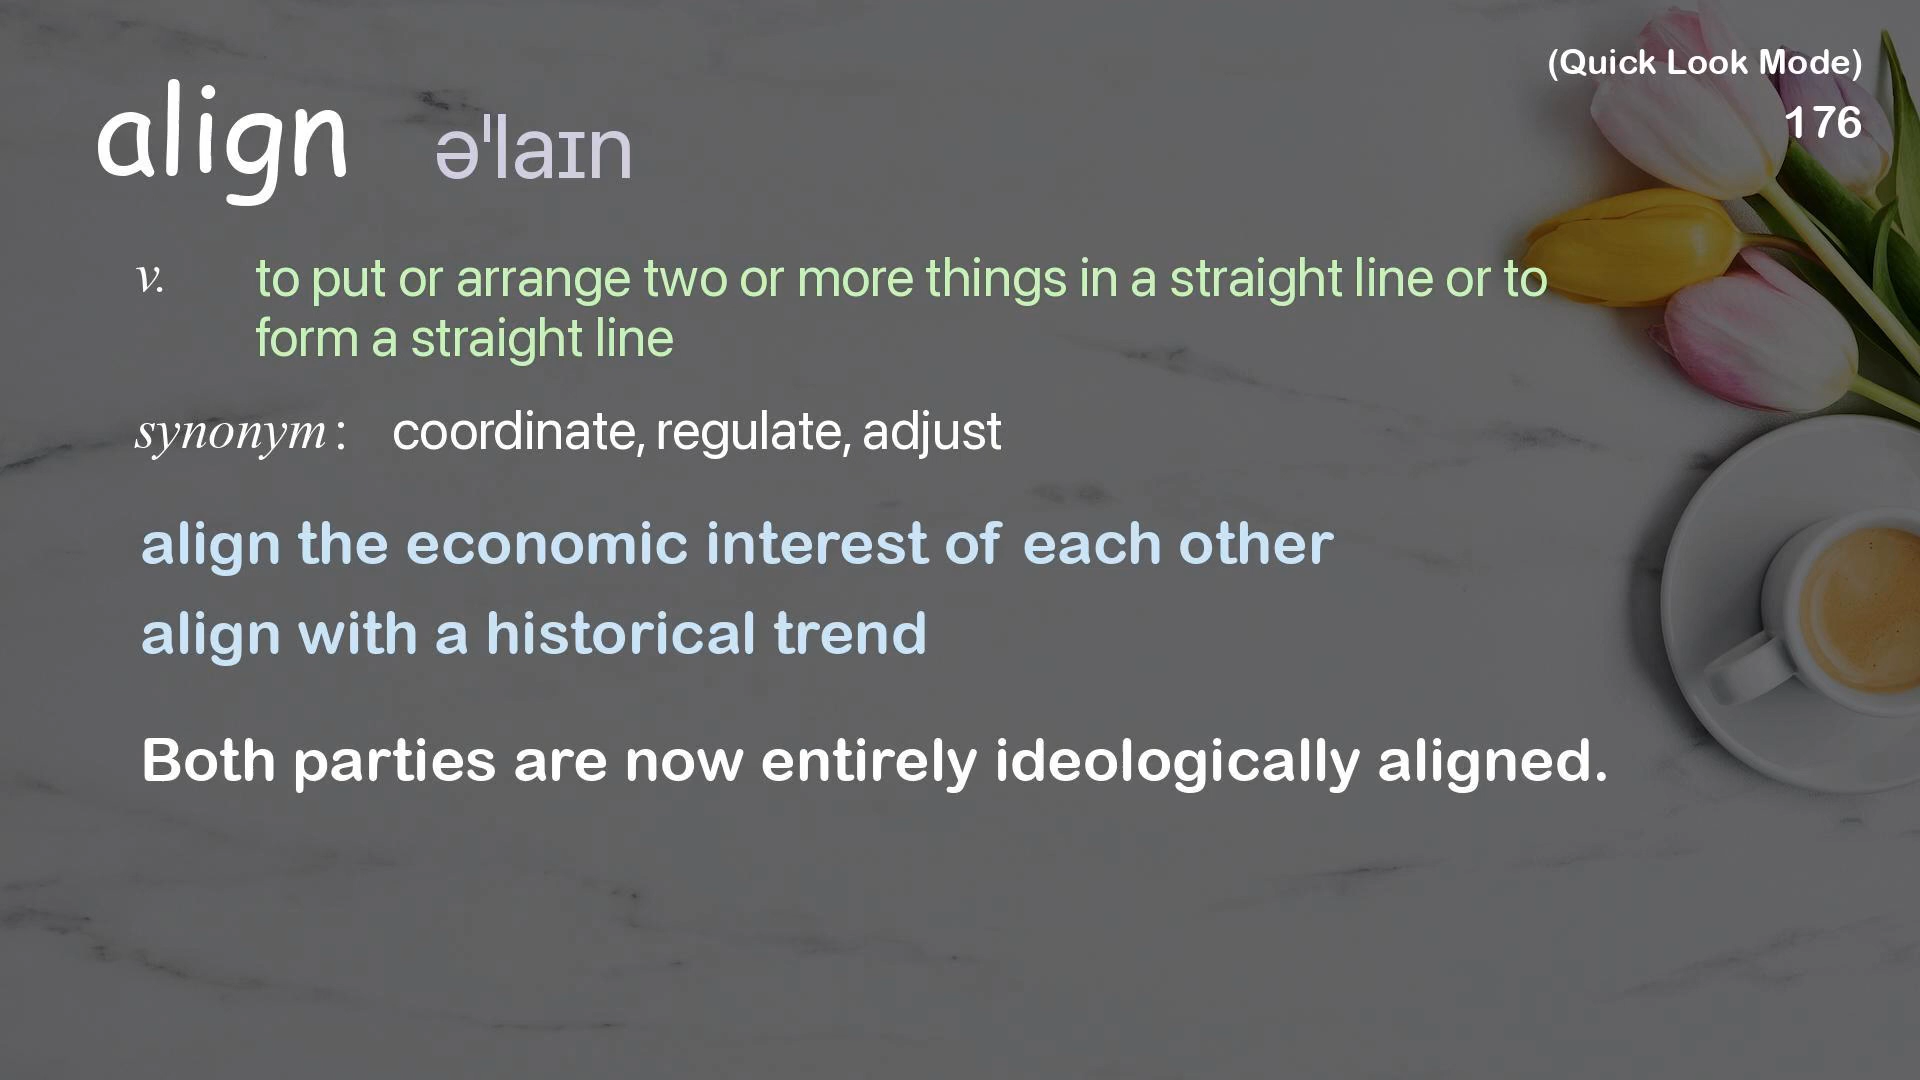 (Quick Look Mode)
176
align əˈlaɪn
v. to put or arrange two or more things in a straight line or to
form a straight line
synonym : coordinate, regulate, adjust
align the economic interest of each other
align with a historical trend
Both parties are now entirely ideologically aligned.